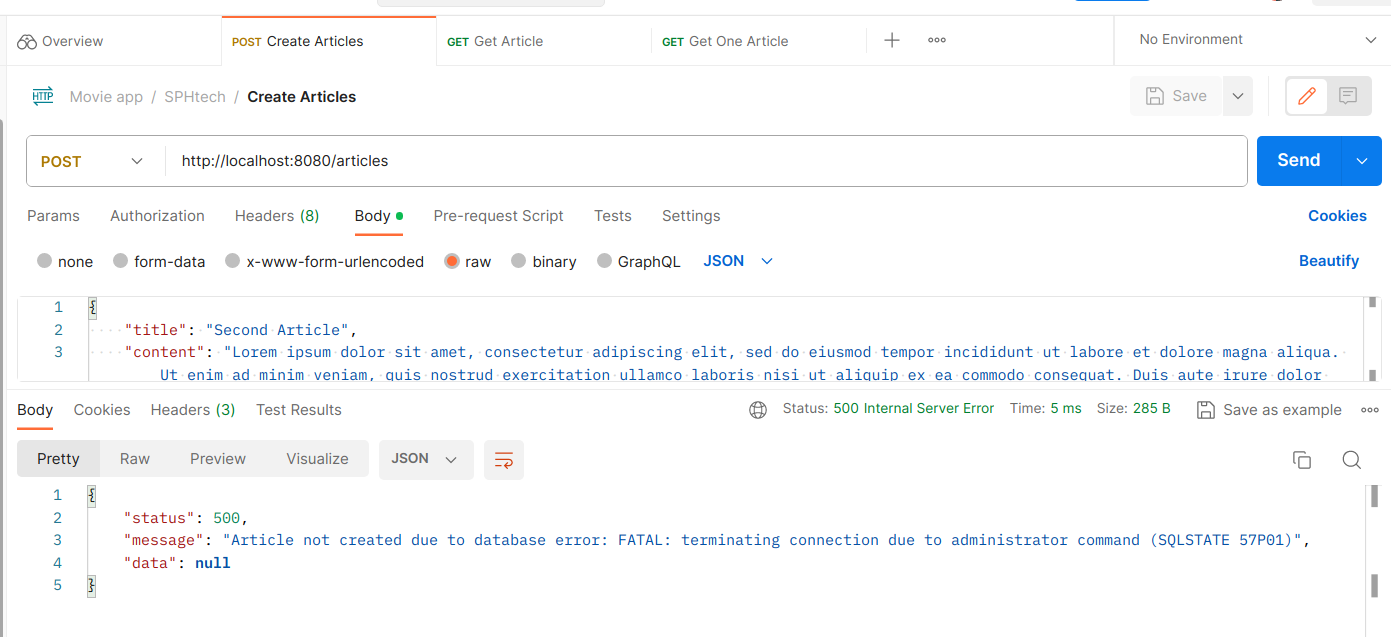 Overview
POST Create Articles
GET Get Article
GET Get One Article
No Environment
HTTP
Movie app / SPHtech / Create Articles
Save
POST
http://localhost:8080/articles
Send
Params
Authorization
Headers (8)
Body
Pre-request Script
Tests
Settings
Cookies
none
form-data
x-www-form-urlencoded
raw
binary
GraphQL
JSON
Beautify
1 {
2 "title": "Second Article",
3 "content": "Lorem ipsum dolor sit amet, consectetur adipiscing elit, sed do eiusmod tempor incididunt ut labore et dolore magna aliqua.
Ut enim ad minim veniam, quis nostrud exercitation ullamco laboris nisi ut aliquip ex ea commodo consequat. Duis aute irure dolor
Body
Cookies
Headers (3)
Test Results
Status: 500 Internal Server Error
Time: 5 ms
Size: 285 B
Save as example
Pretty
Raw
Preview
Visualize
JSON
1 {
2 "status": 500,
3 "message": "Article not created due to database error: FATAL: terminating connection due to administrator command (SQLSTATE 57P01)",
4 "data": null
5 }